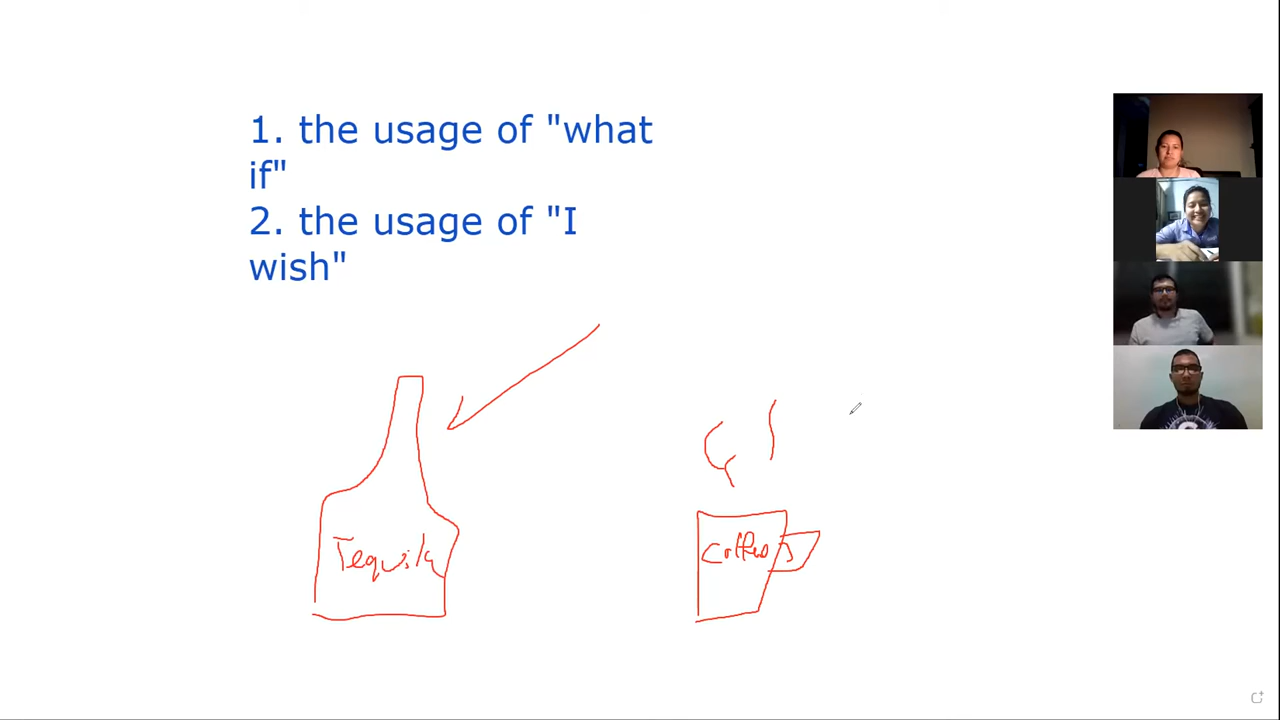 1. the usage of "what
if"
2. the usage of "I
wish"
Tequila
Coffee